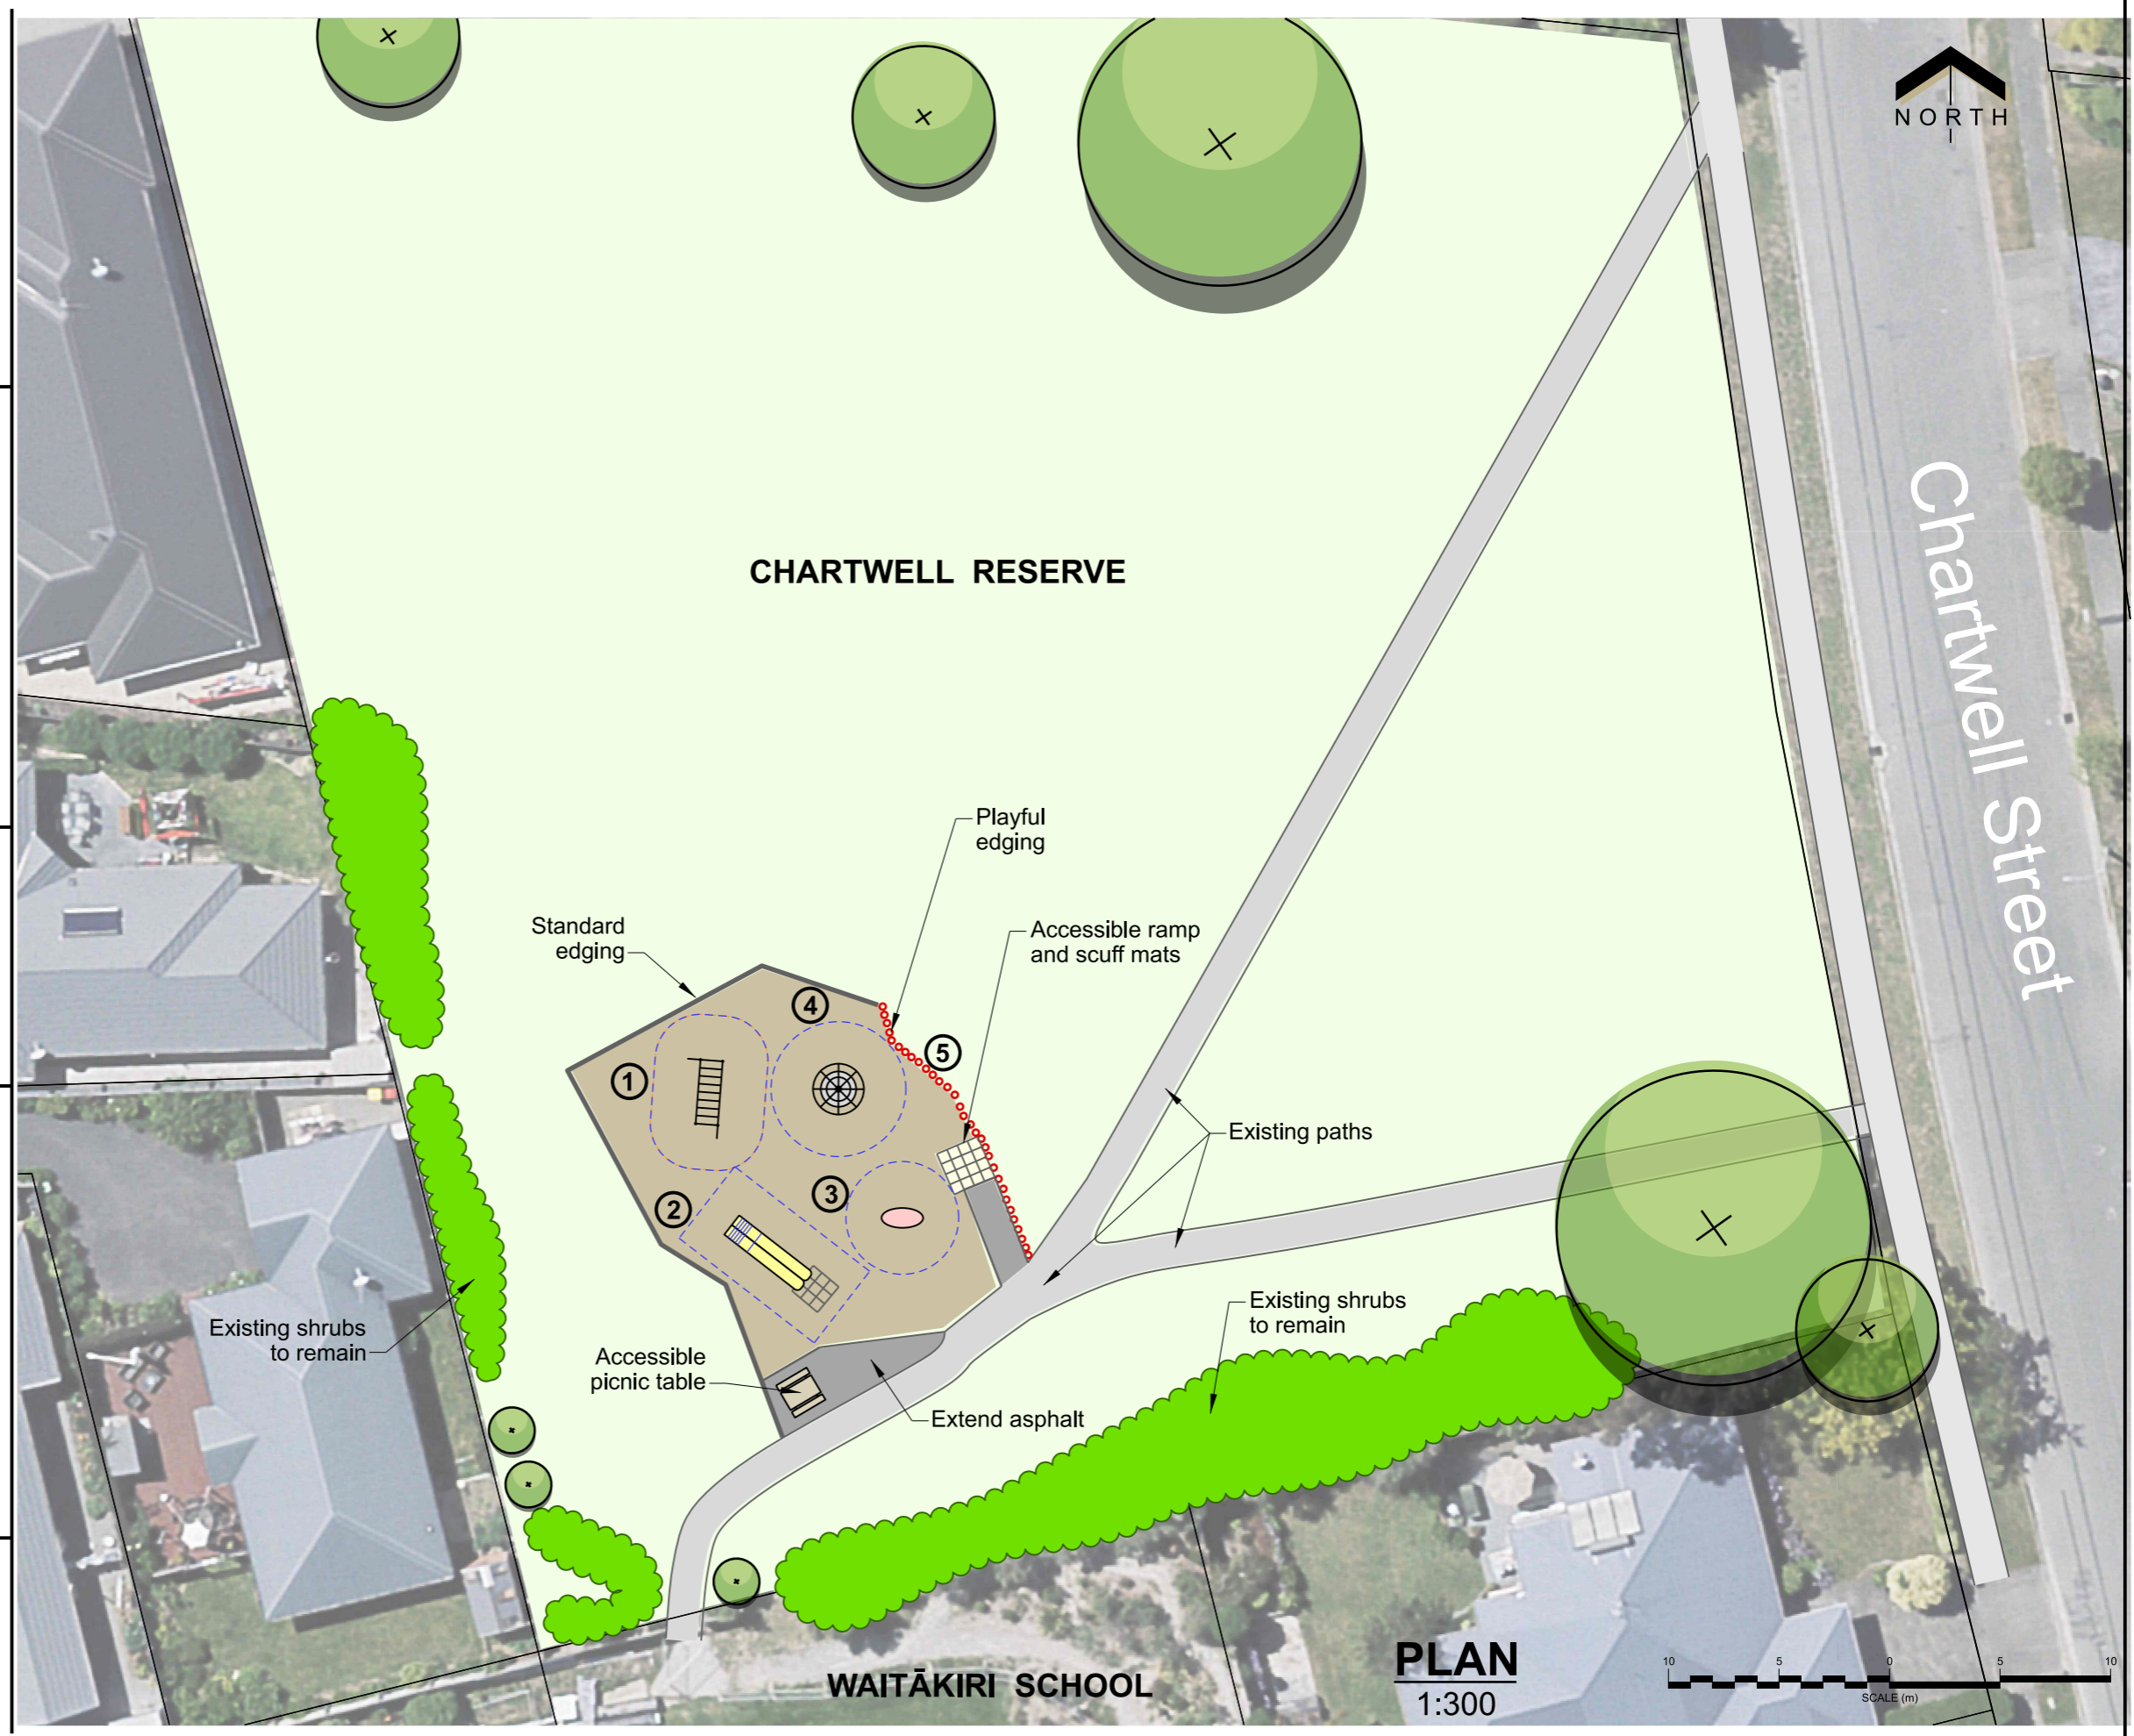 NORTH
CHARTWELL RESERVE
Chartwell Street
Playful
edging
Standard
edging
Accessible ramp
and scuff mats
4
5
1
Existing paths
3
2
Existing shrubs
to remain
Existing shrubs
to remain
Accessible
picnic table
Extend asphalt
WAITĀKIRI SCHOOL
PLAN
1:300
10 5 0 5 10
SCALE (m)